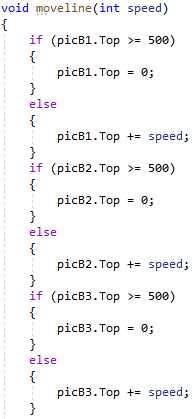 void moveline(int speed)
{
    if (picB1.Top >= 500)
    {
        picB1.Top = 0;
    }
    else
    {
        picB1.Top += speed;
    }
    if (picB2.Top >= 500)
    {
        picB2.Top = 0;
    }
    else
    {
        picB2.Top += speed;
    }
    if (picB3.Top >= 500)
    {
        picB3.Top = 0;
    }
    else
    {
        picB3.Top += speed;
    }